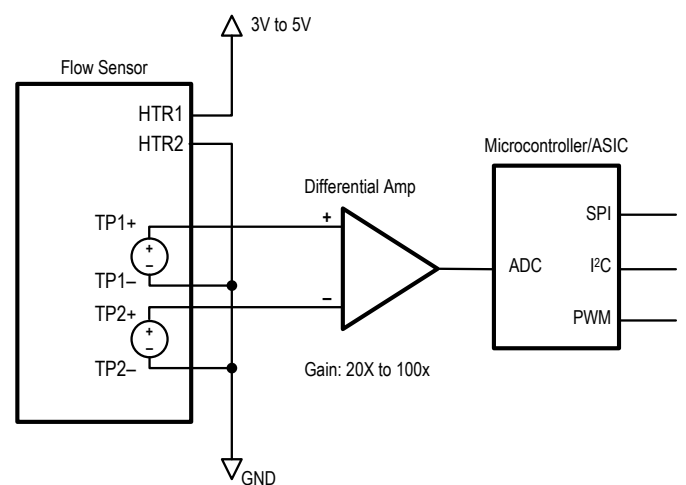 3V to 5V
Flow Sensor
HTR1
HTR2
Microcontroller/ASIC
Differential Amp
SPI
TP1+
+
+
–
ADC
I²C
TP1–
TP2+
–
+
–
PWM
TP2–
Gain: 20X to 100x
GND